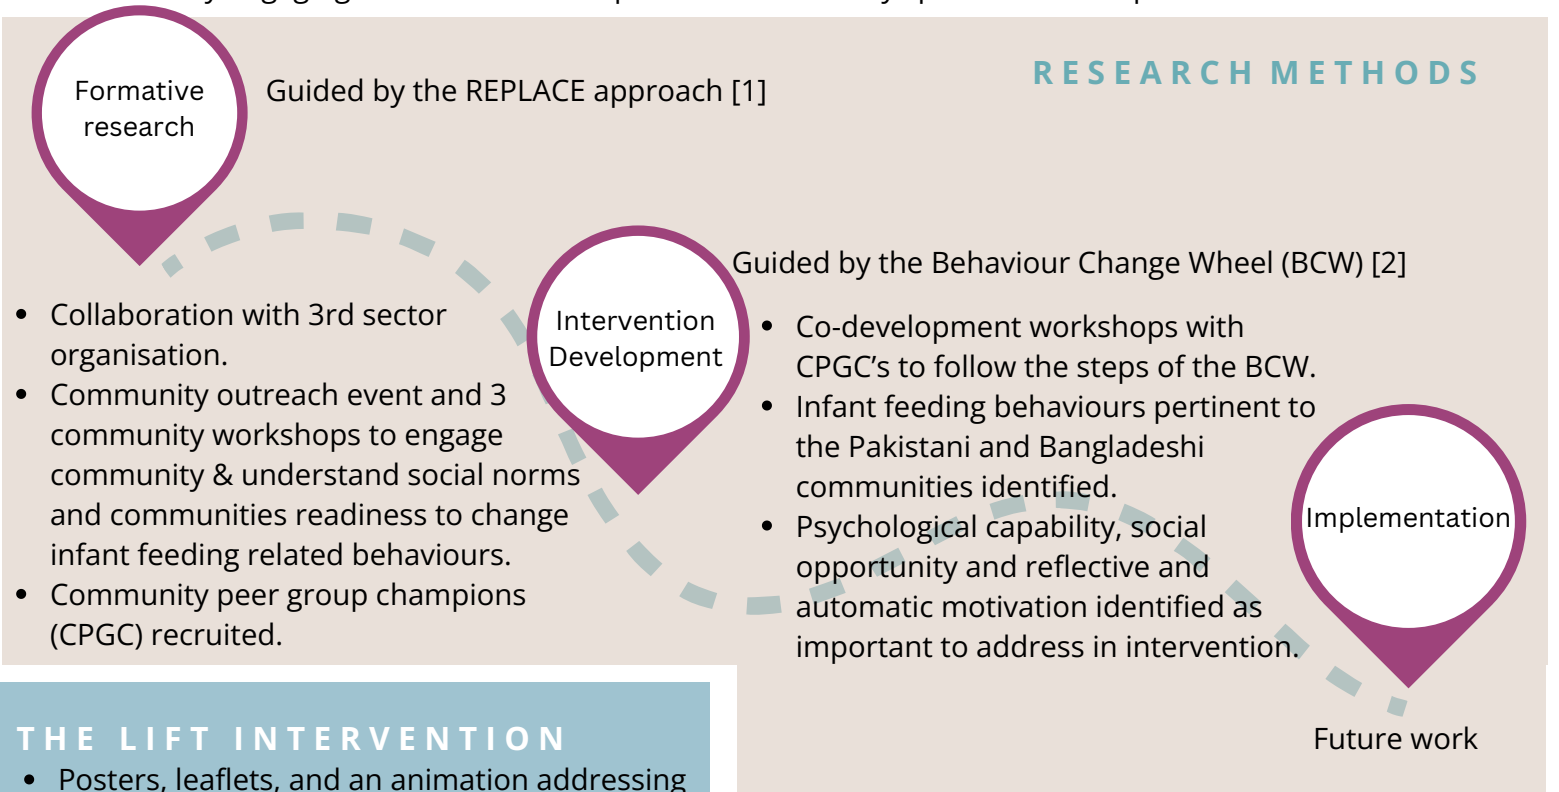 RESEARCH METHODS
Formative
research
Guided by the REPLACE approach [1]
Collaboration with 3rd sector
organisation.
Community outreach event and 3
community workshops to engage
community & understand social norms
and communities readiness to change
infant feeding related behaviours.
Community peer group champions
(CPGC) recruited.
Intervention
Development
Guided by the Behaviour Change Wheel (BCW) [2]
Co-development workshops with
CPGC’s to follow the steps of the BCW.
Infant feeding behaviours pertinent to
the Pakistani and Bangladeshi
communities identified.
Psychological capability, social
opportunity and reflective and
automatic motivation identified as
important to address in intervention.
Implementation
Future work
THE LIFT INTERVENTION
Posters, leaflets, and an animation addressing